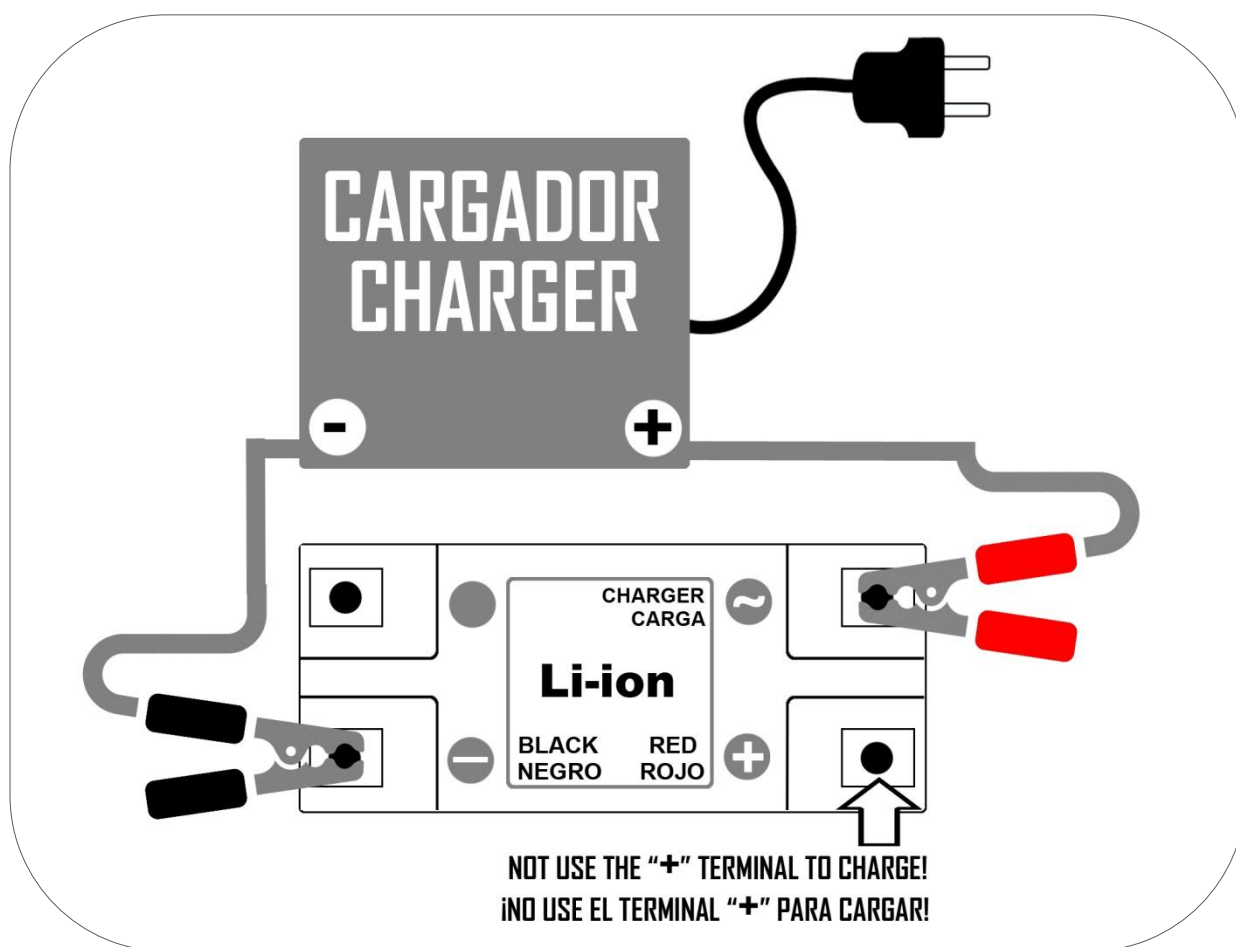 CARGADOR
CHARGER
- +
CHARGER ~
CARGA
Li-ion
− BLACK RED +
NEGRO ROJO
NOT USE THE “+” TERMINAL TO CHARGE!
¡NO USE EL TERMINAL “+” PARA CARGAR!